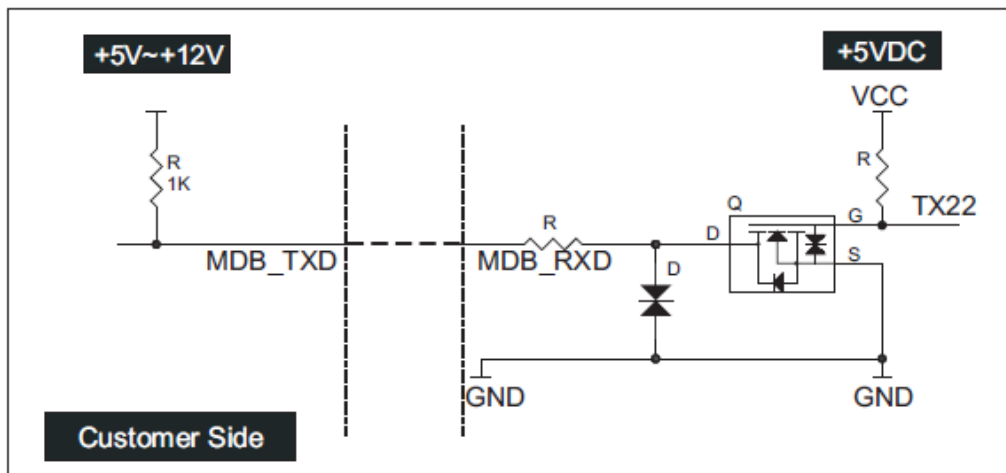 +5V~+12V
+5VDC
VCC
R
1K
R
Q
G
TX22
R
D
S
MDB_TXD
MDB_RXD
D
GND
GND
Customer Side